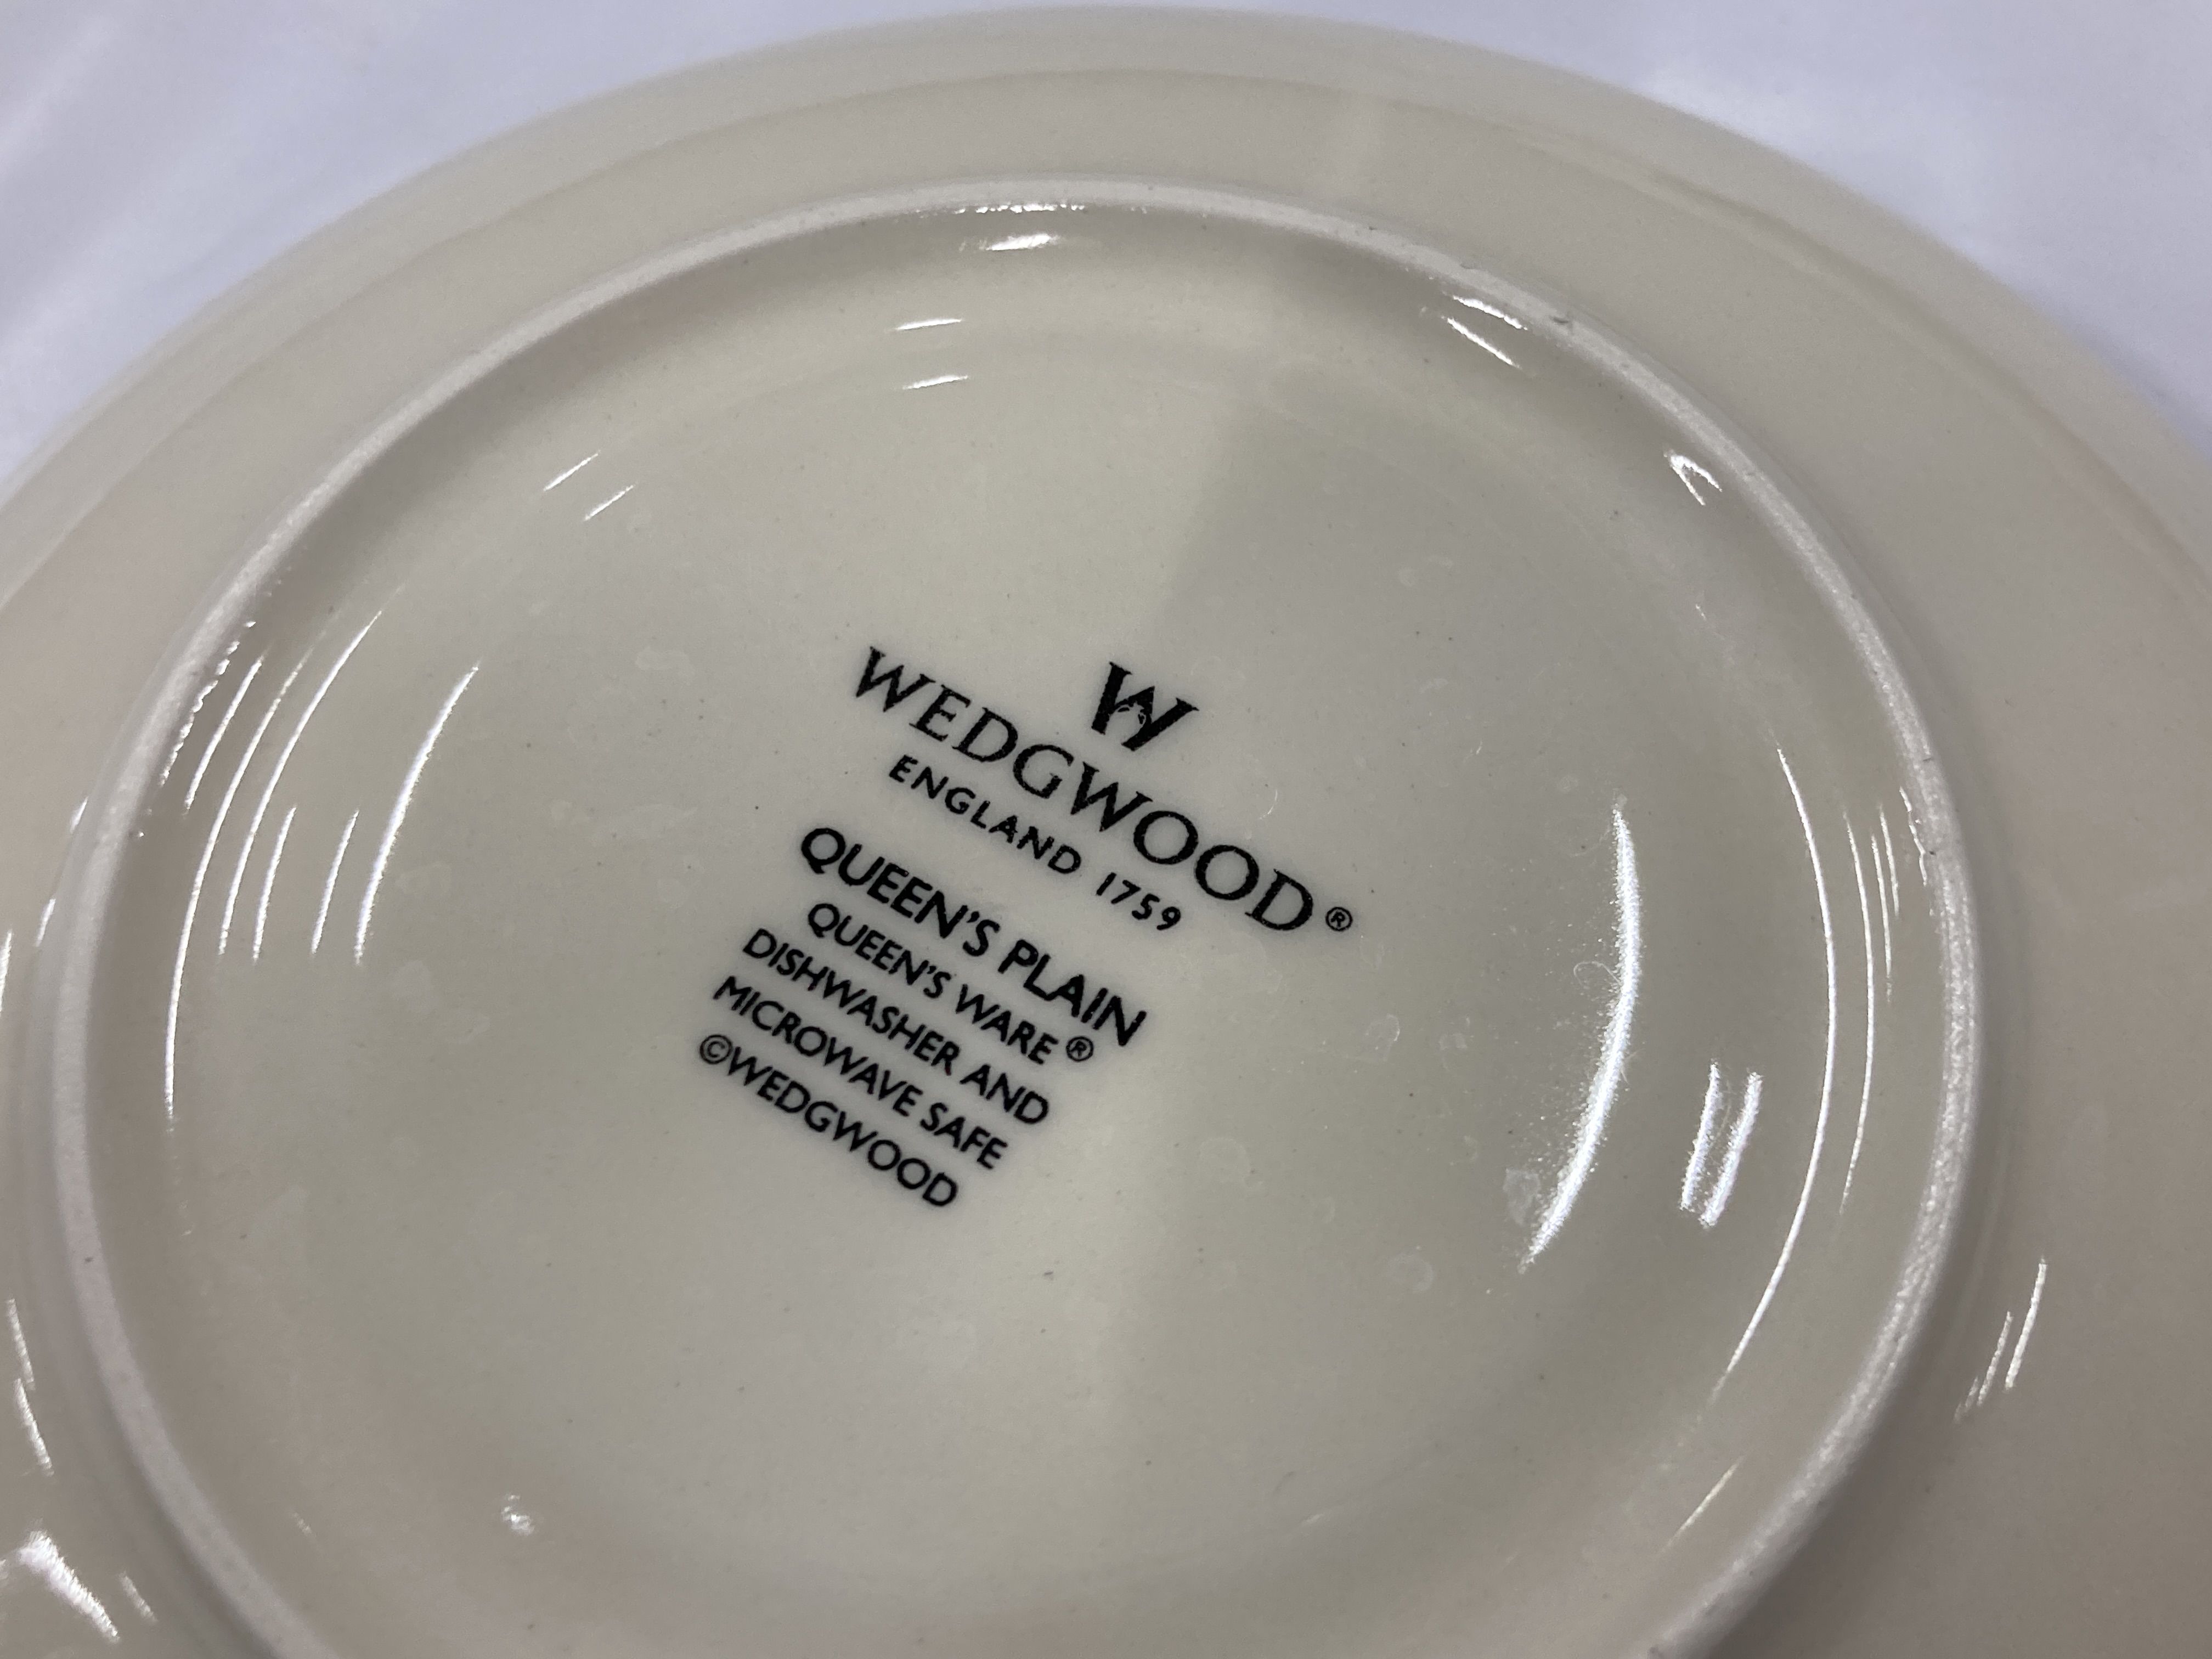 W
WEDGWOOD®
ENGLAND 1759
QUEEN'S PLAIN
QUEEN'S WARE®
DISHWASHER AND
MICROWAVE SAFE
©WEDGWOOD